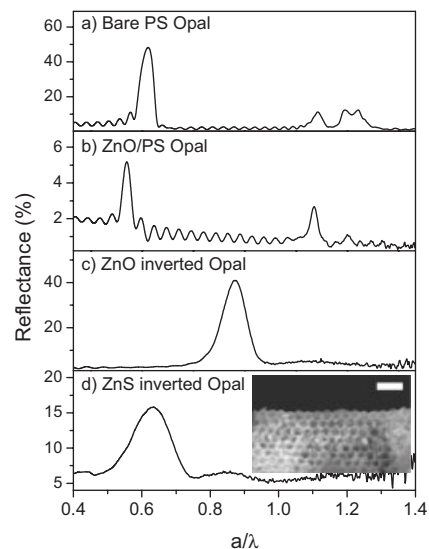 a) Bare PS Opal
60
40
20
b) ZnO/PS Opal
6
4
2
c) ZnO inverted Opal
40
20
d) ZnS inverted Opal
20
15
10
5
0.4 0.6 0.8 1.0 1.2 1.4
a/λ
Reflectance (%)